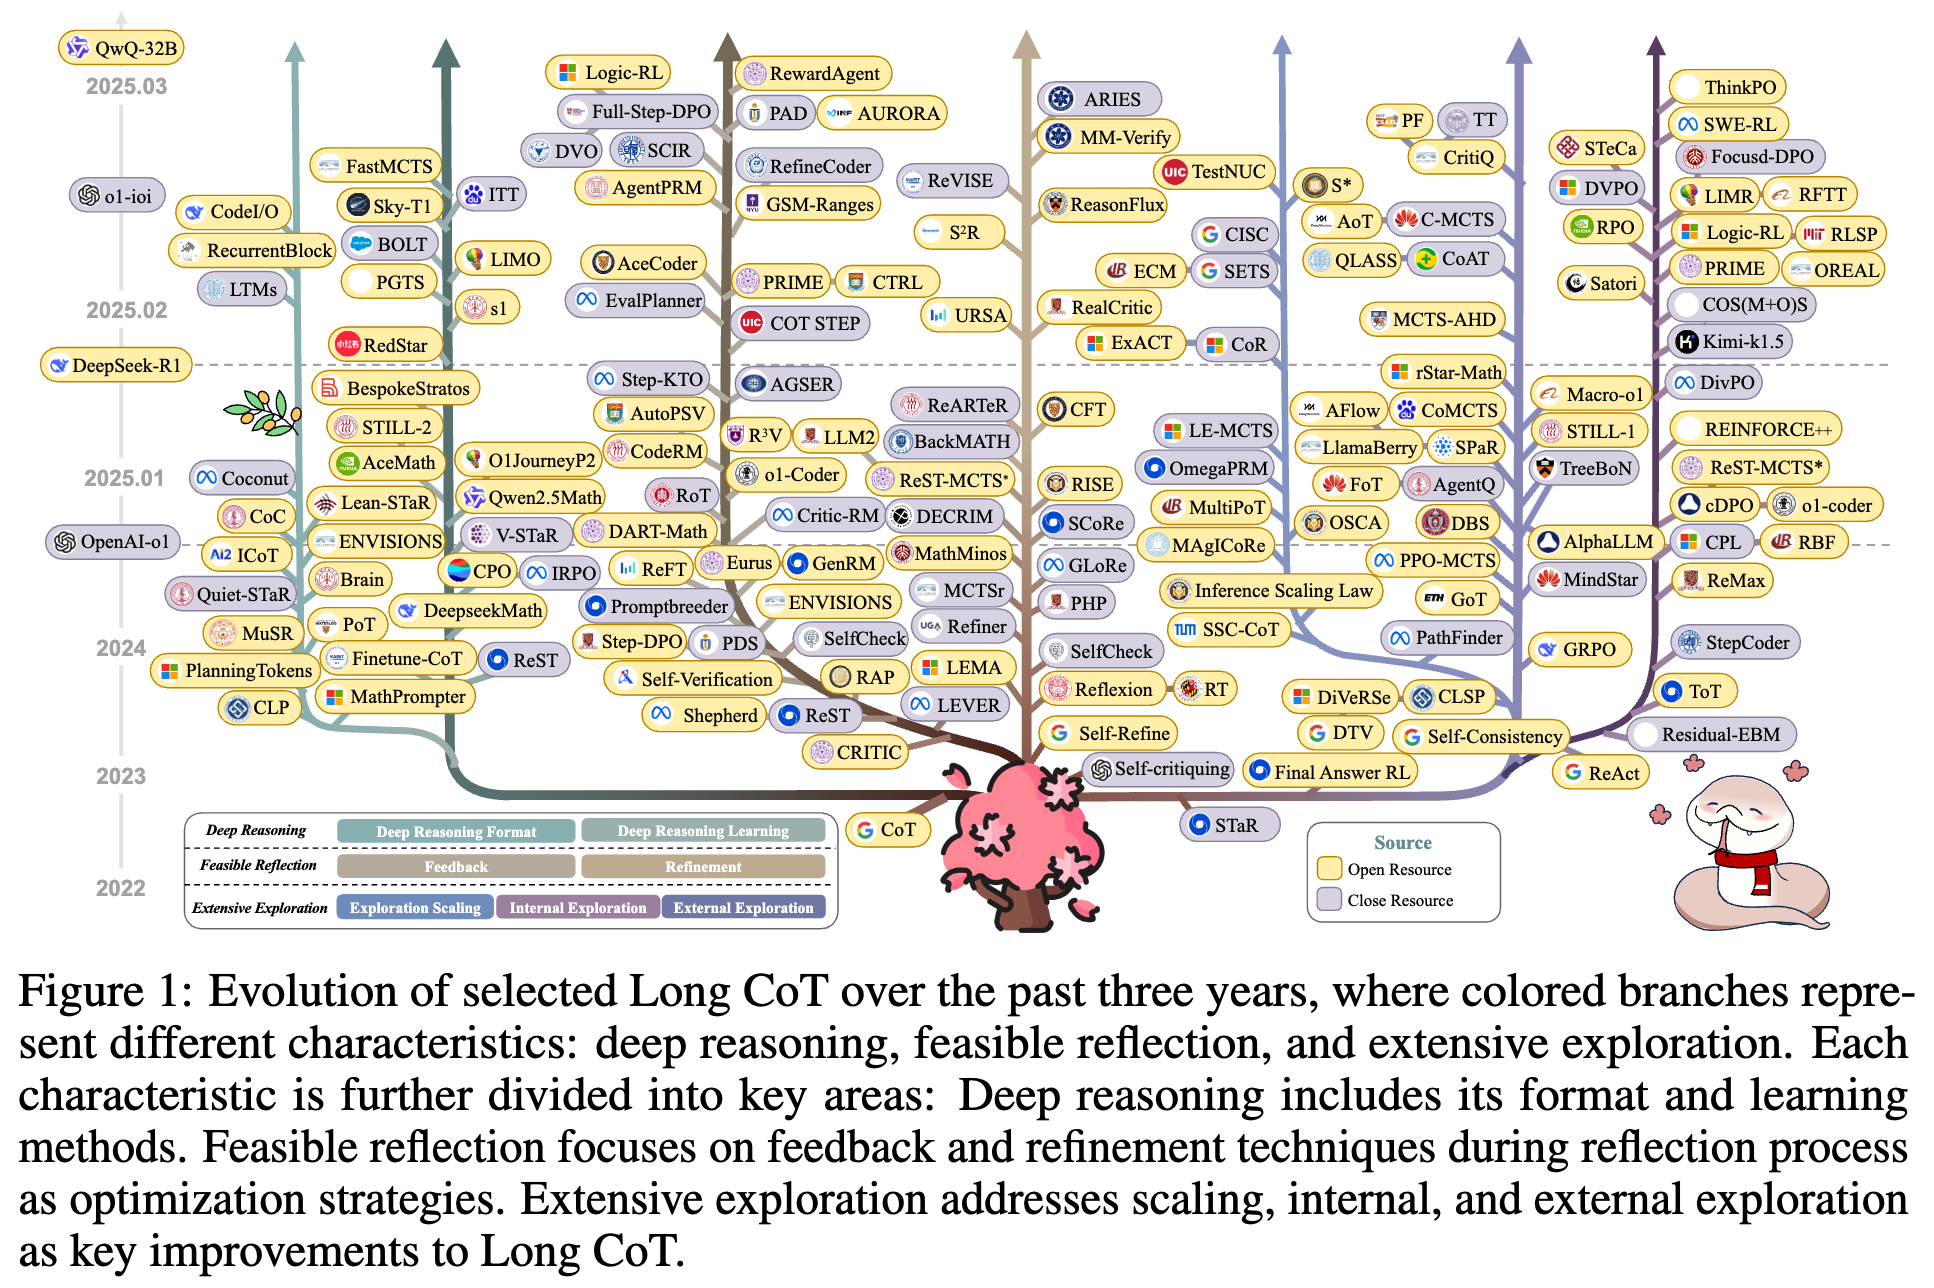 QwQ-32B
2025.03
o1-ioi
2025.02
DeepSeek-R1
2025.01
OpenAI-o1
2024
2023
2022
CodeI/O
RecurrentBlock
LTMs
Coconut
CoC
ICoT
Quiet-STaR
MuSR
PlanningTokens
CLP
Brain
PoT
Finetune-CoT
MathPrompter
FastMCTS
Sky-T1
BOLT
PGTS
RedStar
BespokeStratos
STILL-2
AceMath
Lean-STaR
ENVISIONS
ITT
LIMO
s1
O1JourneyP2
Qwen2.5Math
V-STaR
CPO
IRPO
DeepseekMath
ReST
Logic-RL
Full-Step-DPO
DVO
SCIR
AgentPRM
AceCoder
EvalPlanner
Step-KTO
AutoPSV
CodeRM
RoT
DART-Math
ReFT
Promptbreeder
Step-DPO
PDS
Self-Verification
Shepherd
ReST
CRITIC
RewardAgent
PAD
AURORA
RefineCoder
GSM-Ranges
PRIME
CTRL
COT STEP
AGSER
R³V
LLM2
o1-Coder
Critic-RM
Eurus
GenRM
ENVISIONS
SelfCheck
RAP
ReVISE
S²R
URSA
ReARTeR
BackMATH
ReST-MCTS*
DECRIM
MathMinos
MCTSr
Refiner
LEMA
LEVER
ARIES
MM-Verify
ReasonFlux
RealCritic
CFT
RISE
SCoRe
GLoRe
PHP
SelfCheck
Reflexion
RT
Self-Refine
Self-critiquing
CoT
STaR
TestNUC
CISC
ECM
SETS
ExACT
CoR
LE-MCTS
OmegaPRM
MultiPoT
MAgICoRe
Inference Scaling Law
SSC-CoT
S*
OSCA
PF
TT
CritiQ
AoT
C-MCTS
QLASS
CoAT
MCTS-AHD
rStar-Math
AFlow
CoMCTS
LlamaBerry
SPaR
FoT
AgentQ
DBS
PPO-MCTS
GoT
PathFinder
DiVeRSe
CLSP
DTV
Self-Consistency
Final Answer RL
ReAct
Macro-o1
STILL-1
TreeBoN
AlphaLLM
MindStar
GRPO
STeCa
DVPO
RPO
Satori
ThinkPO
SWE-RL
Focusd-DPO
LIMR
RFTT
Logic-RL
RLSP
PRIME
OREAL
COS(M+O)S
Kimi-k1.5
DivPO
REINFORCE++
ReST-MCTS*
cDPO
o1-coder
CPL
RBF
ReMax
StepCoder
ToT
Residual-EBM
Deep Reasoning
Deep Reasoning Format
Deep Reasoning Learning
Feasible Reflection
Feedback
Refinement
Extensive Exploration
Exploration Scaling
Internal Exploration
External Exploration
Source
Open Resource
Close Resource
Figure 1: Evolution of selected Long CoT over the past three years, where colored branches repre-
sent different characteristics: deep reasoning, feasible reflection, and extensive exploration. Each
characteristic is further divided into key areas: Deep reasoning includes its format and learning
methods. Feasible reflection focuses on feedback and refinement techniques during reflection process
as optimization strategies. Extensive exploration addresses scaling, internal, and external exploration
as key improvements to Long CoT.